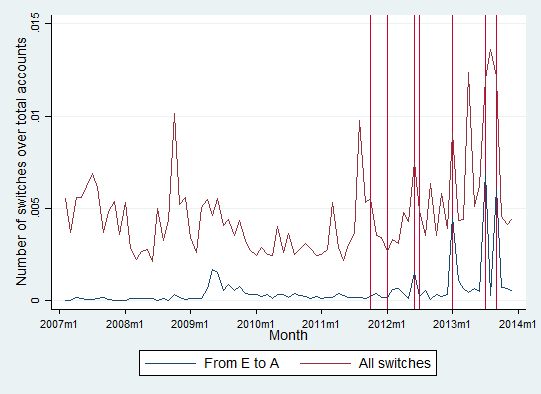 Number of switches over total accounts
.015
.01
.005
0
2007m1 2008m1 2009m1 2010m1 2011m1 2012m1 2013m1 2014m1
Month
From E to A All switches